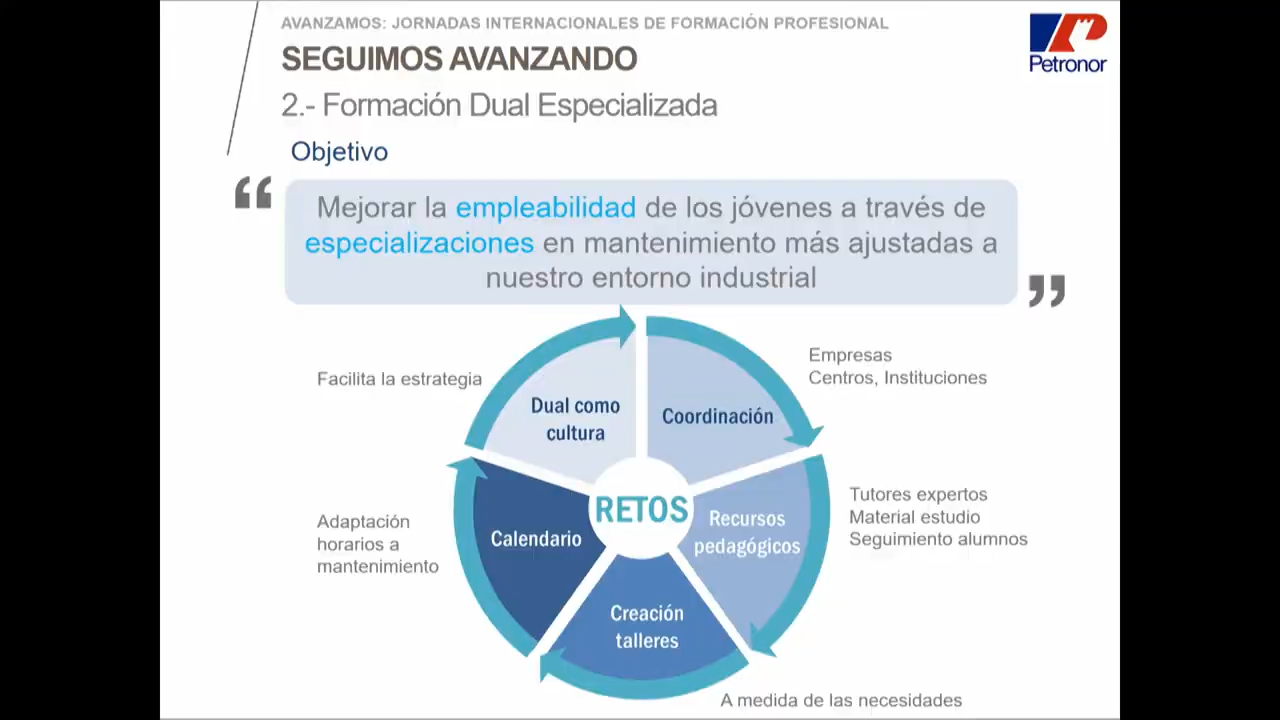 AVANZAMOS: JORNADAS INTERNACIONALES DE FORMACIÓN PROFESIONAL
SEGUIMOS AVANZANDO
Petronor
2.- Formación Dual Especializada
Objetivo
“
Mejorar la empleabilidad de los jóvenes a través de
especializaciones en mantenimiento más ajustadas a
nuestro entorno industrial
”
Facilita la estrategia
Dual como
cultura
Coordinación
Empresas
Centros, Instituciones
RETOS
Recursos
pedagógicos
Tutores expertos
Material estudio
Seguimiento alumnos
Calendario
Adaptación
horarios a
mantenimiento
Creación
talleres
A medida de las necesidades